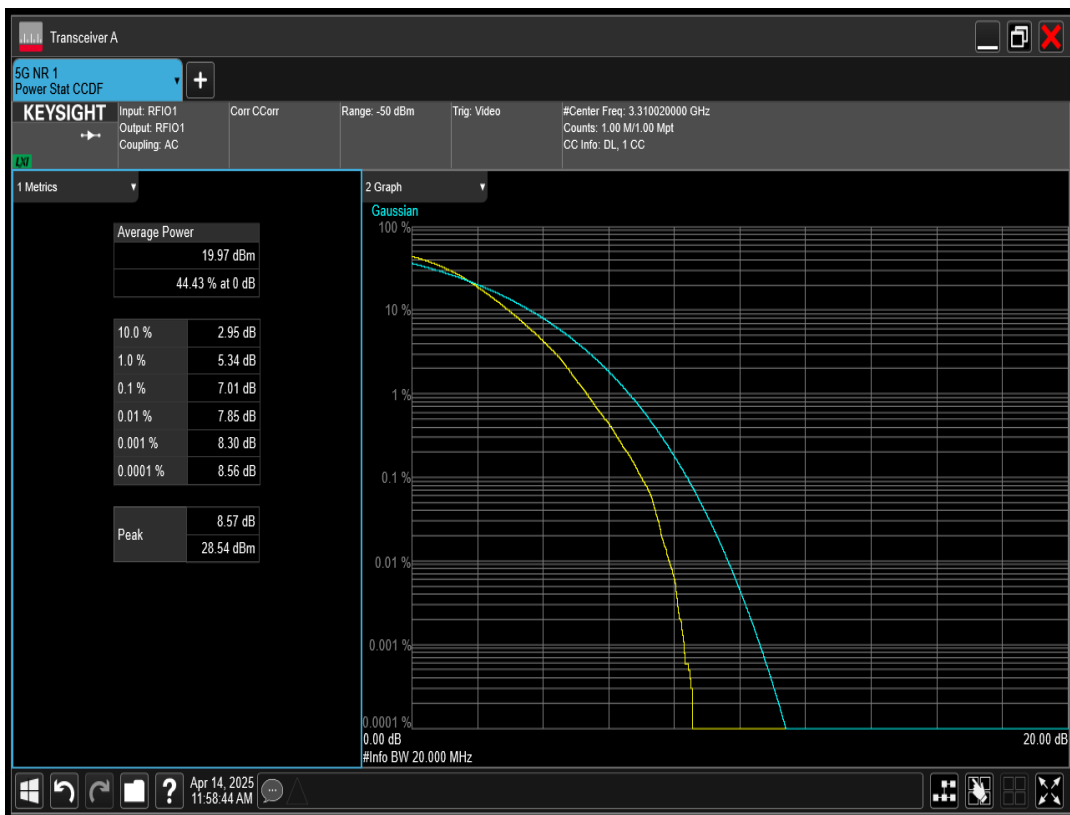 Transceiver A
5G NR 1
Power Stat CCDF
+
KEYSIGHT
LXI
Input: RFIO1
Output: RFIO1
Coupling: AC
Corr CCorr
Range: -50 dBm
Trig: Video
#Center Freq: 3.310020000 GHz
Counts: 1.00 M/1.00 Mpt
CC Info: DL, 1 CC
1 Metrics
Average Power
19.97 dBm
44.43 % at 0 dB
10.0 % 2.95 dB
1.0 % 5.34 dB
0.1 % 7.01 dB
0.01 % 7.85 dB
0.001 % 8.30 dB
0.0001 % 8.56 dB
Peak 8.57 dB
28.54 dBm
2 Graph
Gaussian
100 %
10 %
1 %
0.1 %
0.01 %
0.001 %
0.0001 %
0.00 dB 20.00 dB
#Info BW 20.000 MHz
?
Apr 14, 2025
11:58:44 AM